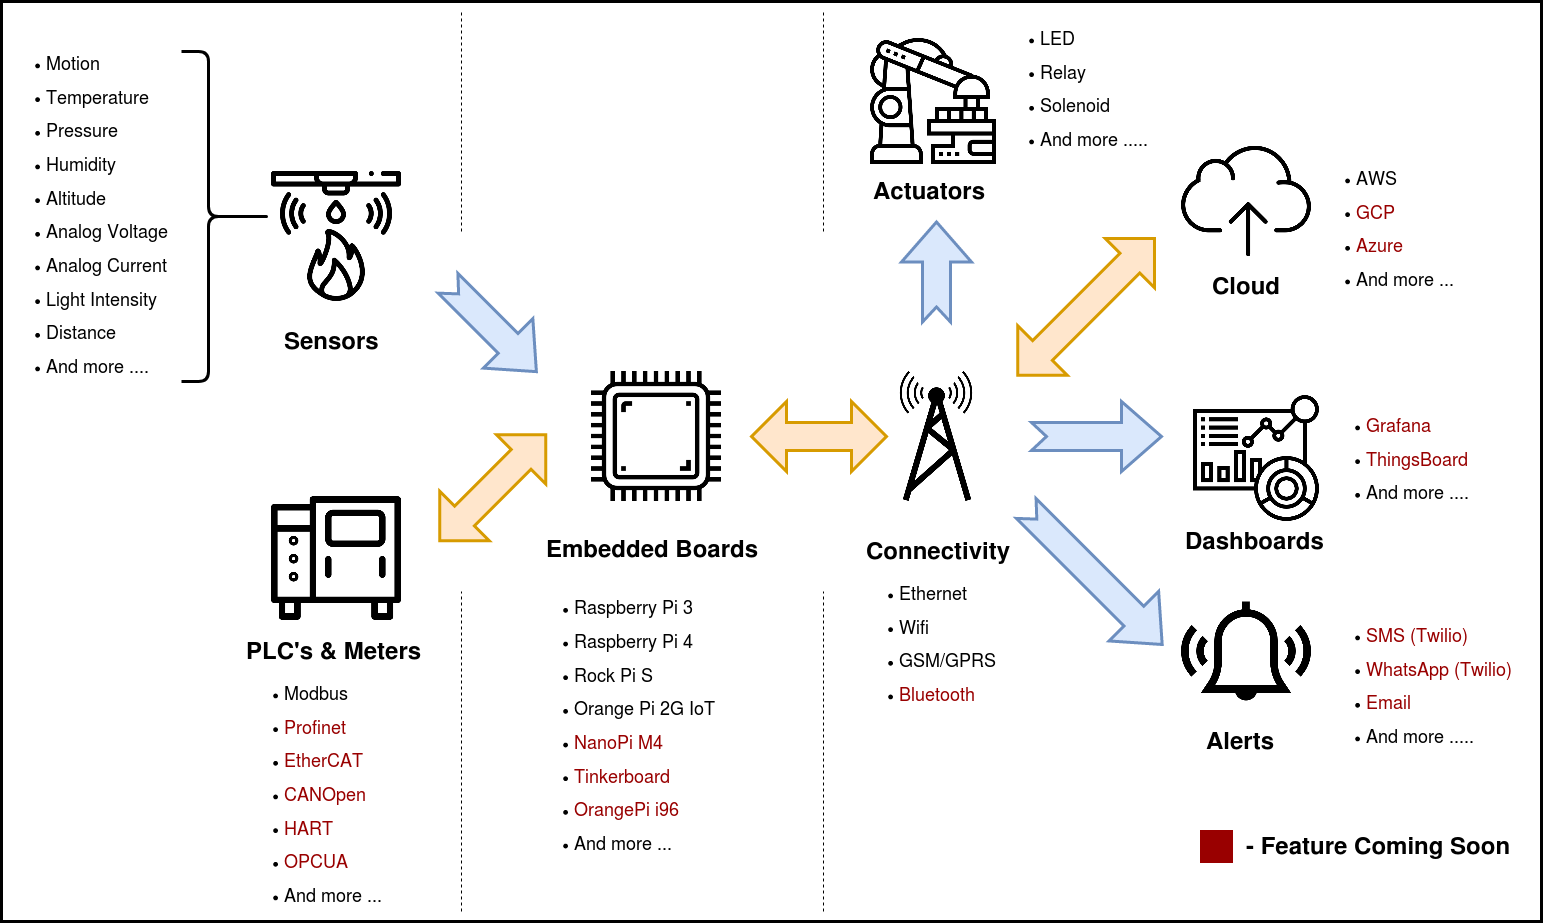 Motion
Temperature
Pressure
Humidity
Altitude
Analog Voltage
Analog Current
Light Intensity
Distance
And more ....
Sensors
PLC's & Meters
Modbus
Profinet
EtherCAT
CANOpen
HART
OPCUA
And more ...
Embedded Boards
Raspberry Pi 3
Raspberry Pi 4
Rock Pi S
Orange Pi 2G IoT
NanoPi M4
Tinkerboard
OrangePi i96
And more ...
Connectivity
Ethernet
Wifi
GSM/GPRS
Bluetooth
Actuators
LED
Relay
Solenoid
And more .....
Cloud
AWS
GCP
Azure
And more ...
Dashboards
Grafana
ThingsBoard
And more ....
Alerts
SMS (Twilio)
WhatsApp (Twilio)
Email
And more .....
- Feature Coming Soon